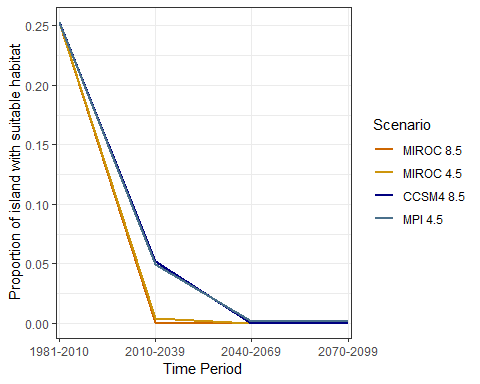 Proportion of island with suitable habitat
0.25
0.20
0.15
0.10
0.05
0.00
1981-2010
2010-2039
2040-2069
2070-2099
Time Period
Scenario
MIROC 8.5
MIROC 4.5
CCSM4 8.5
MPI 4.5